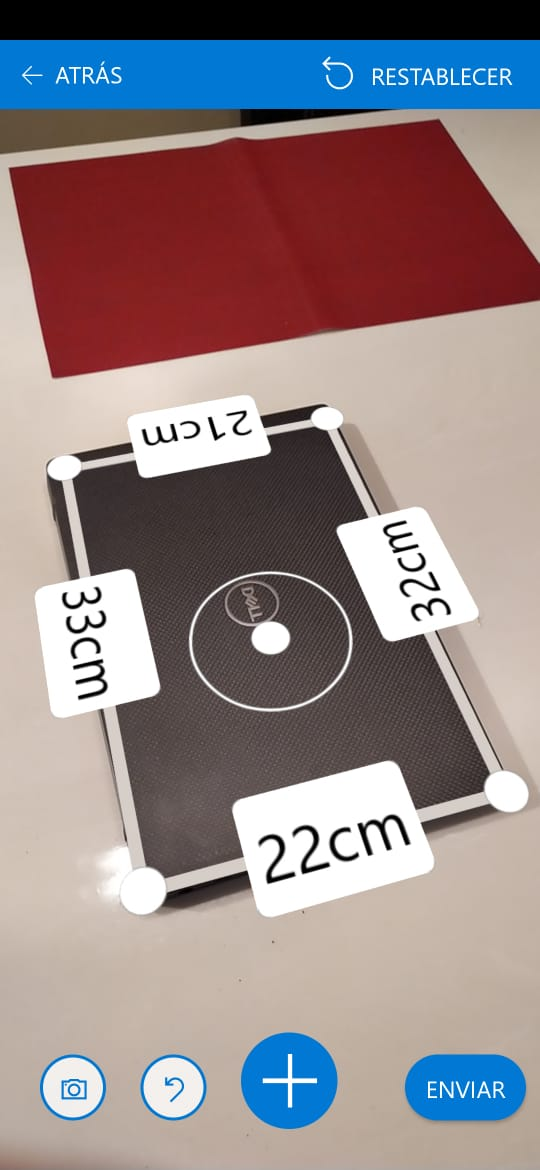 ATRÁS
RESTABLECER
21cm
33cm
32cm
DELL
22cm
ENVIAR